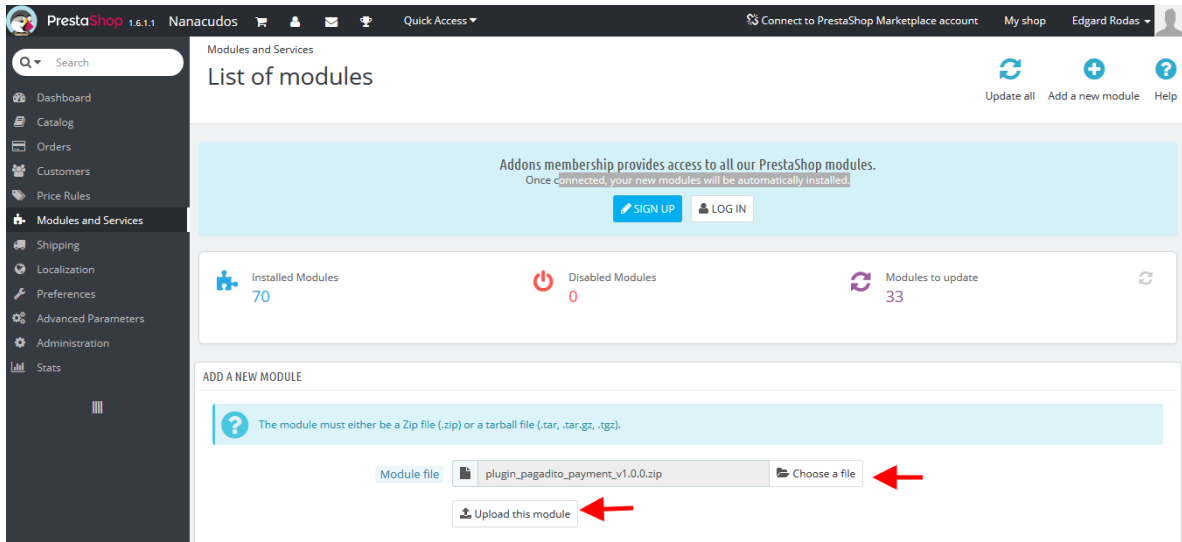 PrestaShop 1.6.1.1 Nanacudos Quick Access Connect to PrestaShop Marketplace account My shop Edgard Rodas
Search
Dashboard
Catalog
Orders
Customers
Price Rules
Modules and Services
Shipping
Localization
Preferences
Advanced Parameters
Administration
Stats
Modules and Services
List of modules
Update all Add a new module Help
Addons membership provides access to all our PrestaShop modules.
Once connected, your new modules will be automatically installed.
SIGN UP LOG IN
Installed Modules
70
Disabled Modules
0
Modules to update
33
ADD A NEW MODULE
The module must either be a Zip file (.zip) or a tarball file (.tar, .tar.gz, .tgz).
Module file plugin_pagadito_payment_v1.0.0.zip Choose a file
Upload this module